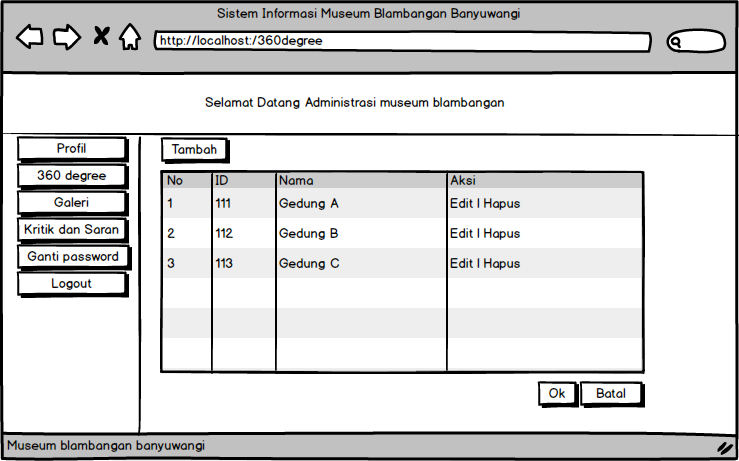 Sistem Informasi Museum Blambangan Banyuwangi
http://localhost:/360degree
Selamat Datang Administrasi museum blambangan
Profil
360 degree
Galeri
Kritik dan Saran
Ganti password
Logout
Tambah
No ID Nama Aksi
1 111 Gedung A Edit | Hapus
2 112 Gedung B Edit | Hapus
3 113 Gedung C Edit | Hapus
Ok Batal
Museum blambangan banyuwangi